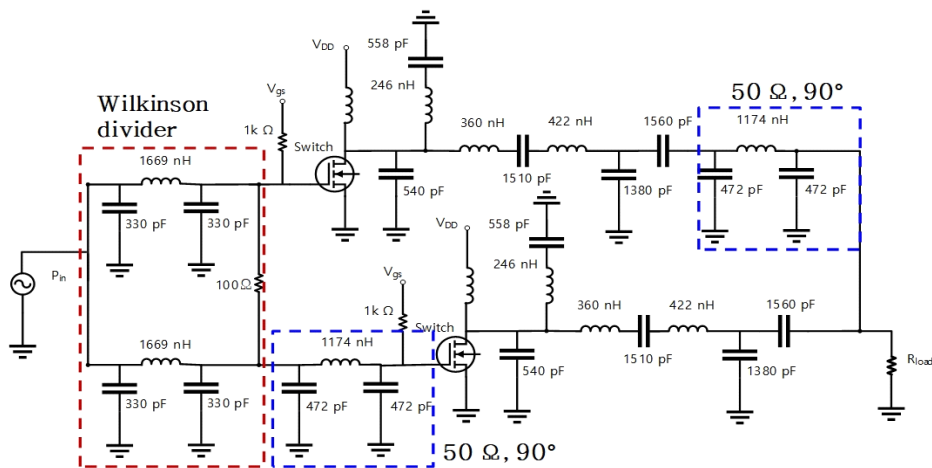 558 pF
V_DD
246 nH
50 Ω, 90°
Wilkinson
divider
V_gs
1174 nH
360 nH
422 nH
1560 pF
1k Ω
Switch
1669 nH
540 pF
1510 pF
1380 pF
472 pF
472 pF
330 pF
330 pF
558 pF
V_DD
246 nH
P_in
100Ω
V_gs
360 nH
422 nH
1560 pF
1k Ω
Switch
1669 nH
1174 nH
540 pF
1510 pF
1380 pF
R_load
330 pF
330 pF
472 pF
472 pF
50 Ω, 90°